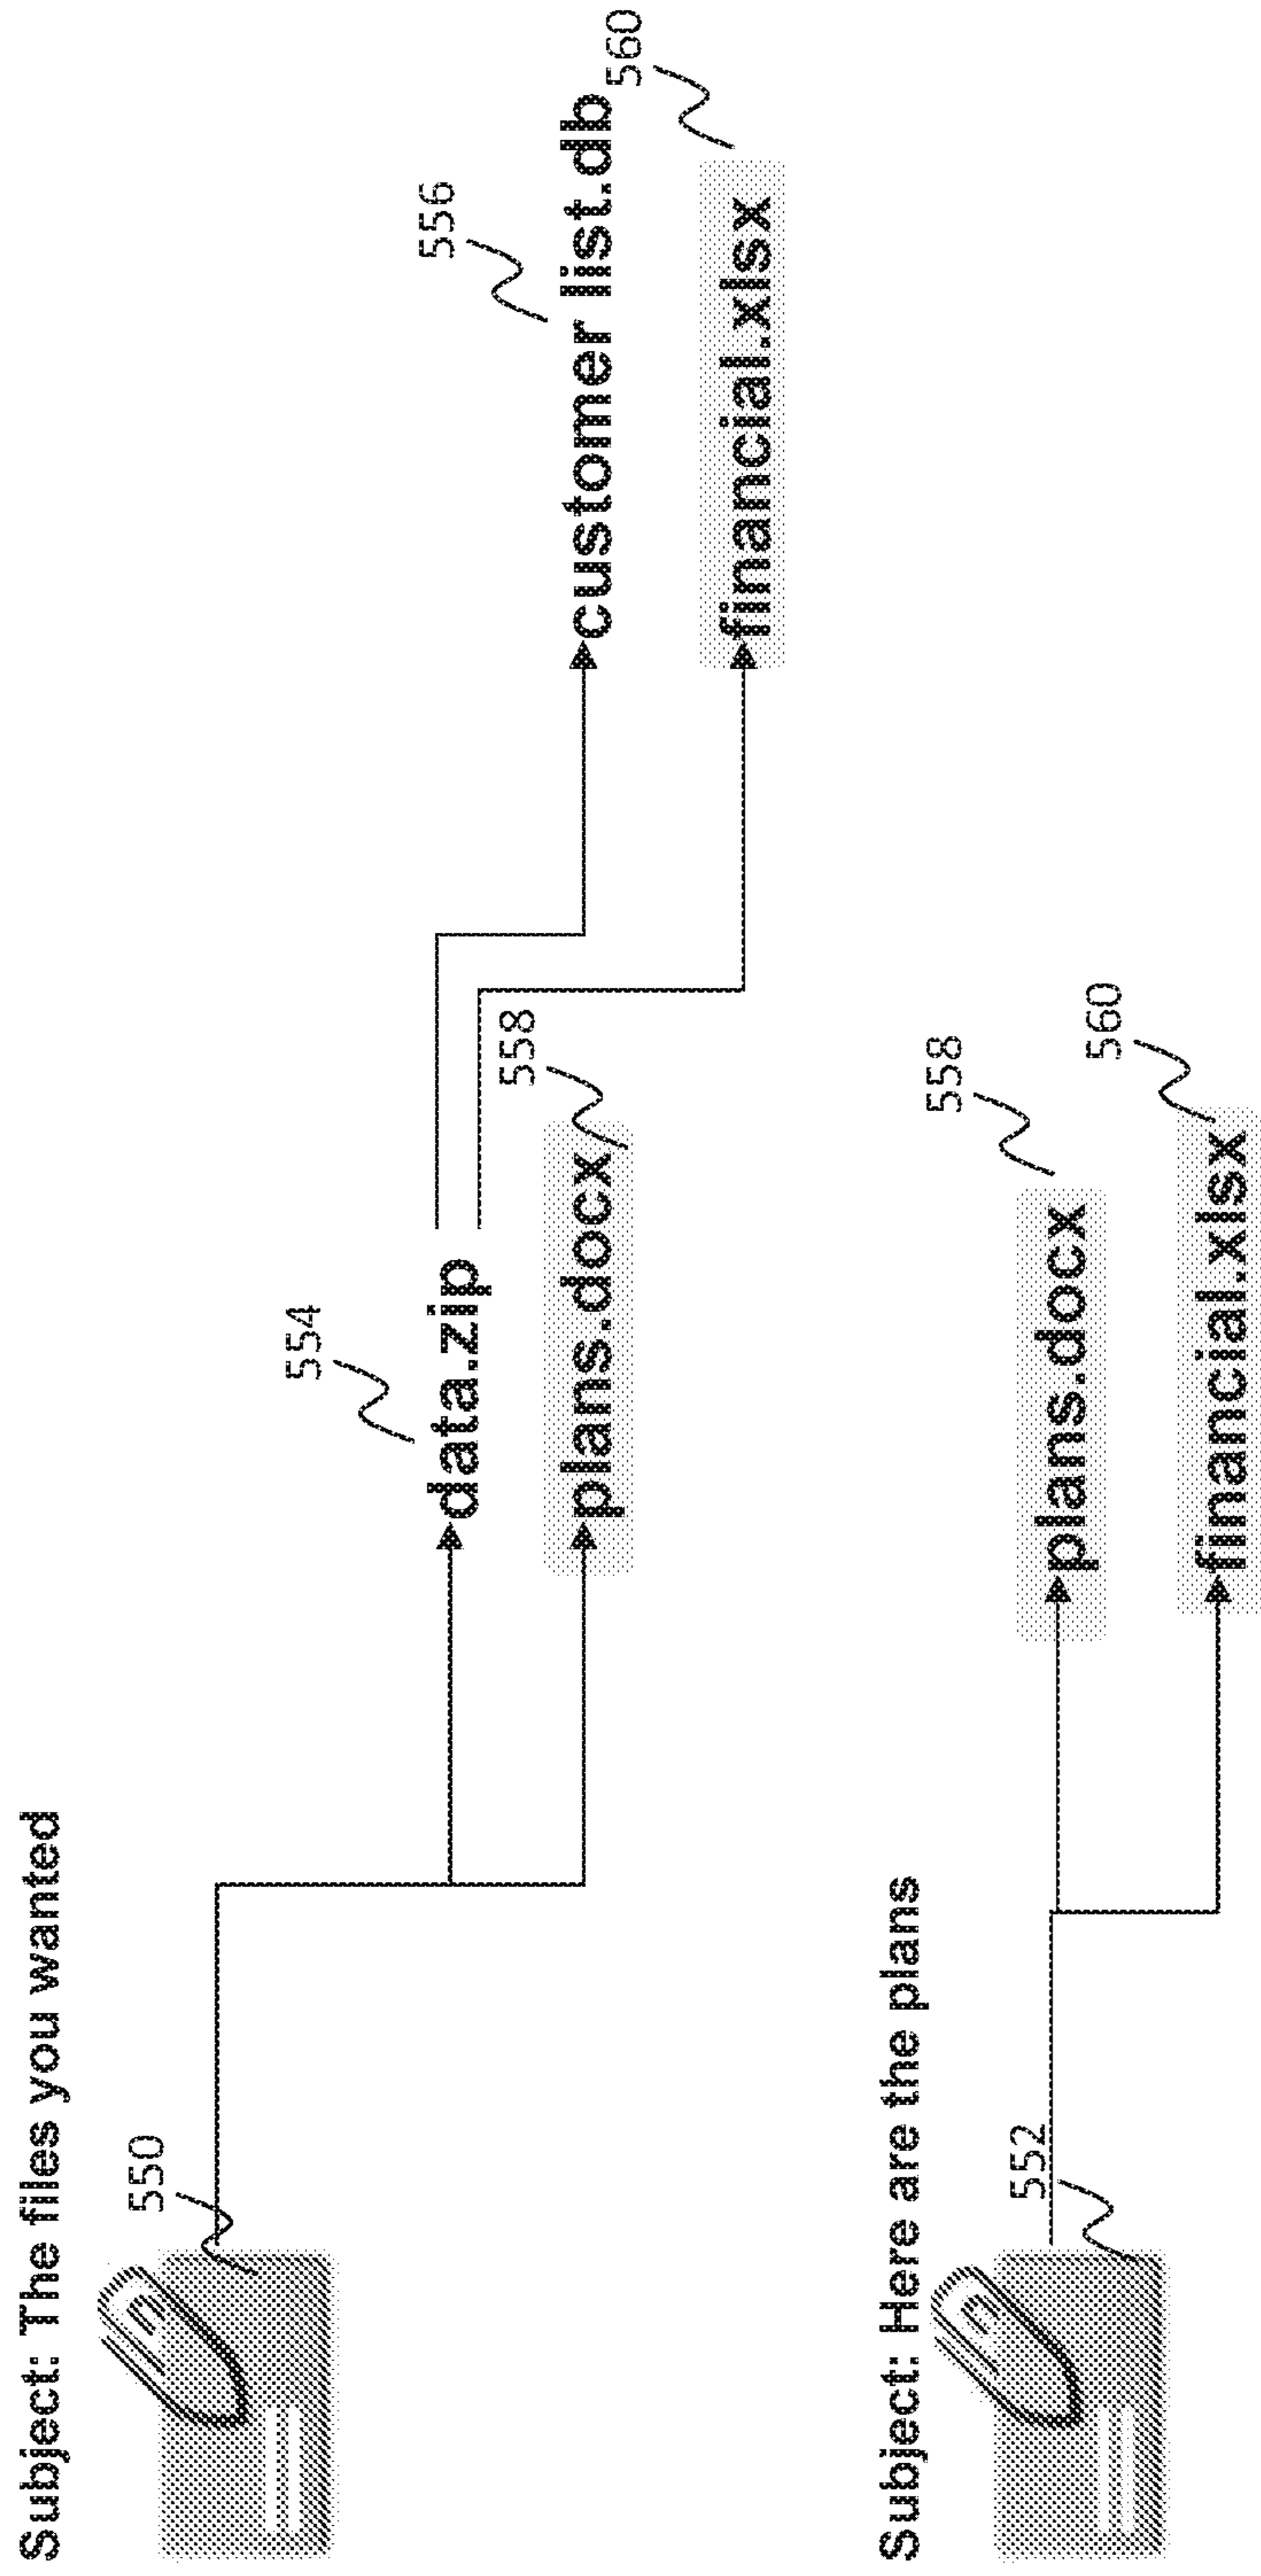 Subject: The files you wanted
550
554
data.zip
558
plans.docx
556
customer list.db
560
financial.xlsx
Subject: Here are the plans
552
558
plans.docx
560
financial.xlsx